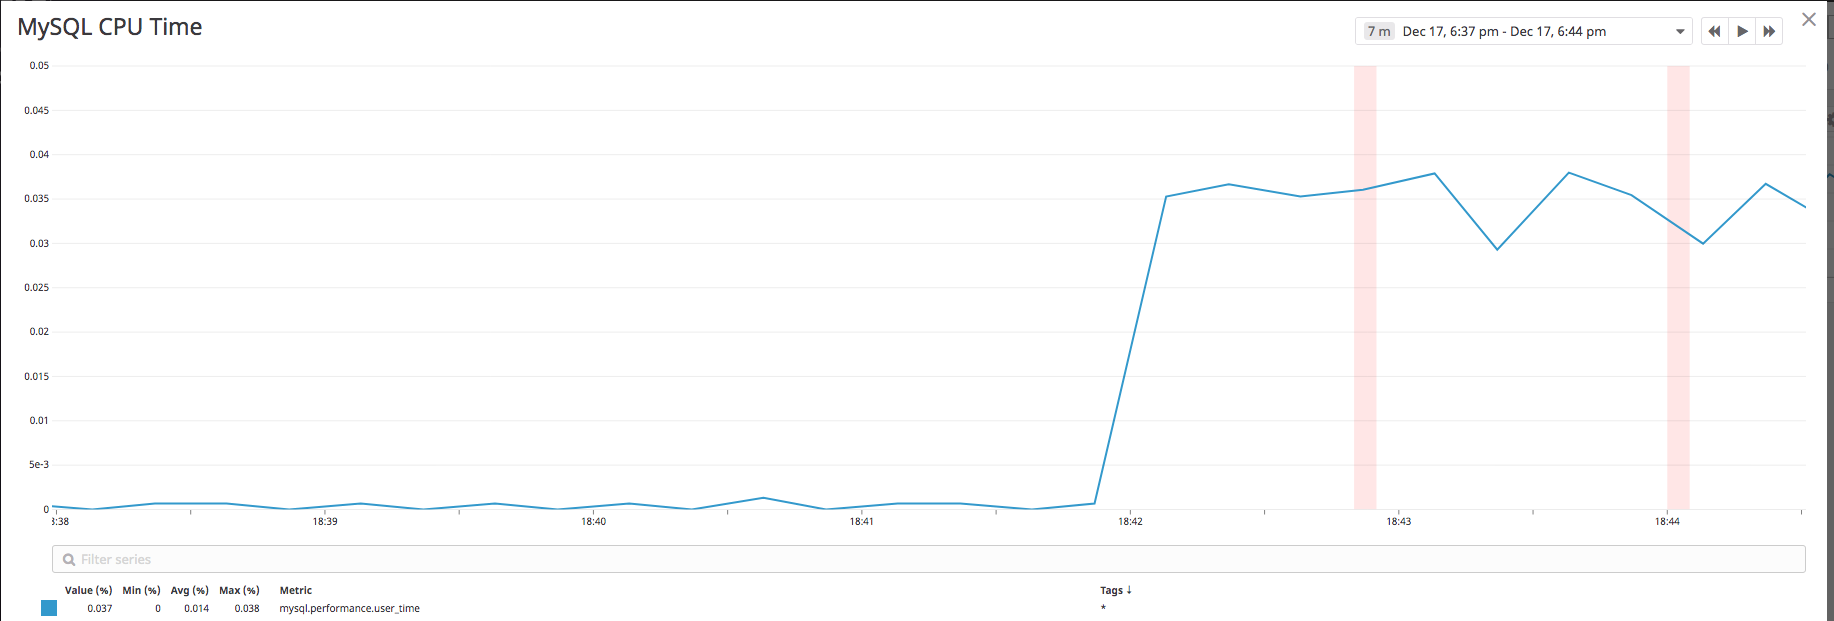 MySQL CPU Time
7 m Dec 17, 6:37 pm - Dec 17, 6:44 pm
0.05
0.045
0.04
0.035
0.03
0.025
0.02
0.015
0.01
5e-3
0
:38 18:39 18:40 18:41 18:42 18:43 18:44
Filter series
Value (%) Min (%) Avg (%) Max (%) Metric Tags ↓
0.037 0 0.014 0.038 mysql.performance.user_time *